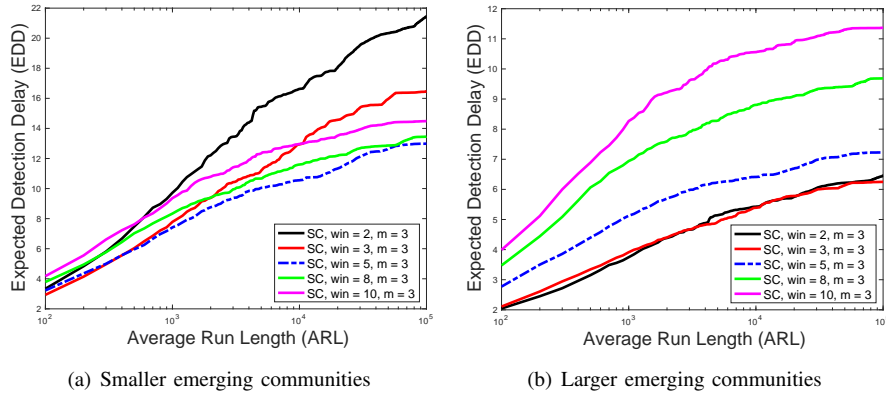 22
20
18
16
14
12
10
8
6
4
2
Expected Detection Delay (EDD)
10^2
10^3
10^4
10^5
Average Run Length (ARL)
SC, win = 2, m = 3
SC, win = 3, m = 3
SC, win = 5, m = 3
SC, win = 8, m = 3
SC, win = 10, m = 3
(a) Smaller emerging communities
12
11
10
9
8
7
6
5
4
3
2
Expected Detection Delay (EDD)
10^2
10^3
10^4
Average Run Length (ARL)
SC, win = 2, m = 3
SC, win = 3, m = 3
SC, win = 5, m = 3
SC, win = 8, m = 3
SC, win = 10, m = 3
(b) Larger emerging communities